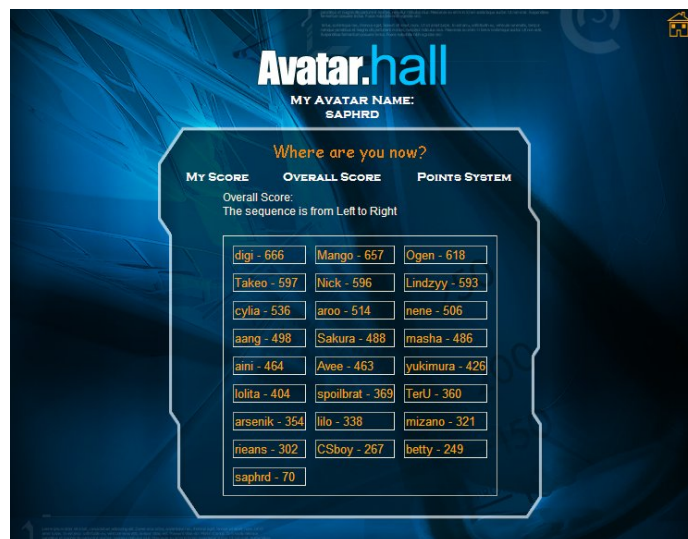 Avatar.hall
MY AVATAR NAME:
SAPHRD
Where are you now?
MY SCORE OVERALL SCORE POINTS SYSTEM
Overall Score:
The sequence is from Left to Right
digi - 666 Mango - 657 Ogen - 618
Takeo - 597 Nick - 596 Lindzyy - 593
cylia - 536 aroo - 514 nene - 506
aang - 498 Sakura - 488 masha - 486
aini - 464 Avee - 463 yukimura - 426
lolita - 404 spoilbrat - 369 TerU - 360
arsenik - 354 lilo - 338 mizano - 321
rieans - 302 CSboy - 267 betty - 249
saphrd - 70